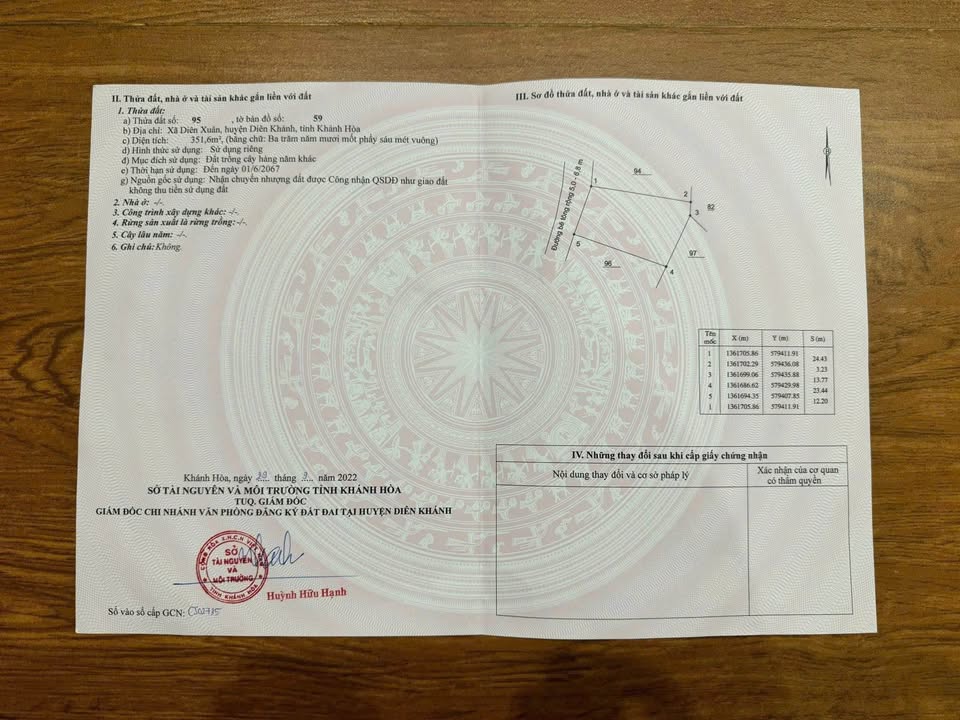 II. Thửa đất, nhà ở và tài sản khác gắn liền với đất
1. Thửa đất:
a) Thửa đất số: 95 , tờ bản đồ số: 59
b) Địa chỉ: Xã Diên Xuân, huyện Diên Khánh, tỉnh Khánh Hòa
c) Diện tích: 351,6m², (bằng chữ: Ba trăm năm mươi mốt phẩy sáu mét vuông)
d) Hình thức sử dụng: Sử dụng riêng
đ) Mục đích sử dụng: Đất trồng cây hàng năm khác
e) Thời hạn sử dụng: Đến ngày 01/6/2067
g) Nguồn gốc sử dụng: Nhận chuyển nhượng đất được Công nhận QSDĐ như giao đất
không thu tiền sử dụng đất
2. Nhà ở: -/-.
3. Công trình xây dựng khác: -/-.
4. Rừng sản xuất là rừng trồng: -/-.
5. Cây lâu năm: -/-.
6. Ghi chú: Không.
Khánh Hòa, ngày tháng năm 2022
SỞ TÀI NGUYÊN VÀ MÔI TRƯỜNG TỈNH KHÁNH HÒA
TUQ. GIÁM ĐỐC
GIÁM ĐỐC CHI NHÁNH VĂN PHÒNG ĐĂNG KÝ ĐẤT ĐAI TẠI HUYỆN DIÊN KHÁNH
SỞ
TÀI NGUYÊN
VÀ
MÔI TRƯỜNG
TỈNH KHÁNH HÒA
Huỳnh Hữu Hạnh
Số vào sổ cấp GCN:
III. Sơ đồ thửa đất, nhà ở và tài sản khác gắn liền với đất
Đường bê tông rộng 5,0 - 6,8 m
94
1
2
3
82
5
96
4
97
Tên mốc X (m) Y (m) S (m)
1 1361705.86 579411.91
24.43
2 1361702.29 579436.08
3.23
3 1361699.06 579435.88
13.77
4 1361686.62 579429.98
23.44
5 1361694.35 579407.85
12.20
1 1361705.86 579411.91
IV. Những thay đổi sau khi cấp giấy chứng nhận
Nội dung thay đổi và cơ sở pháp lý
Xác nhận của cơ quan
có thẩm quyền